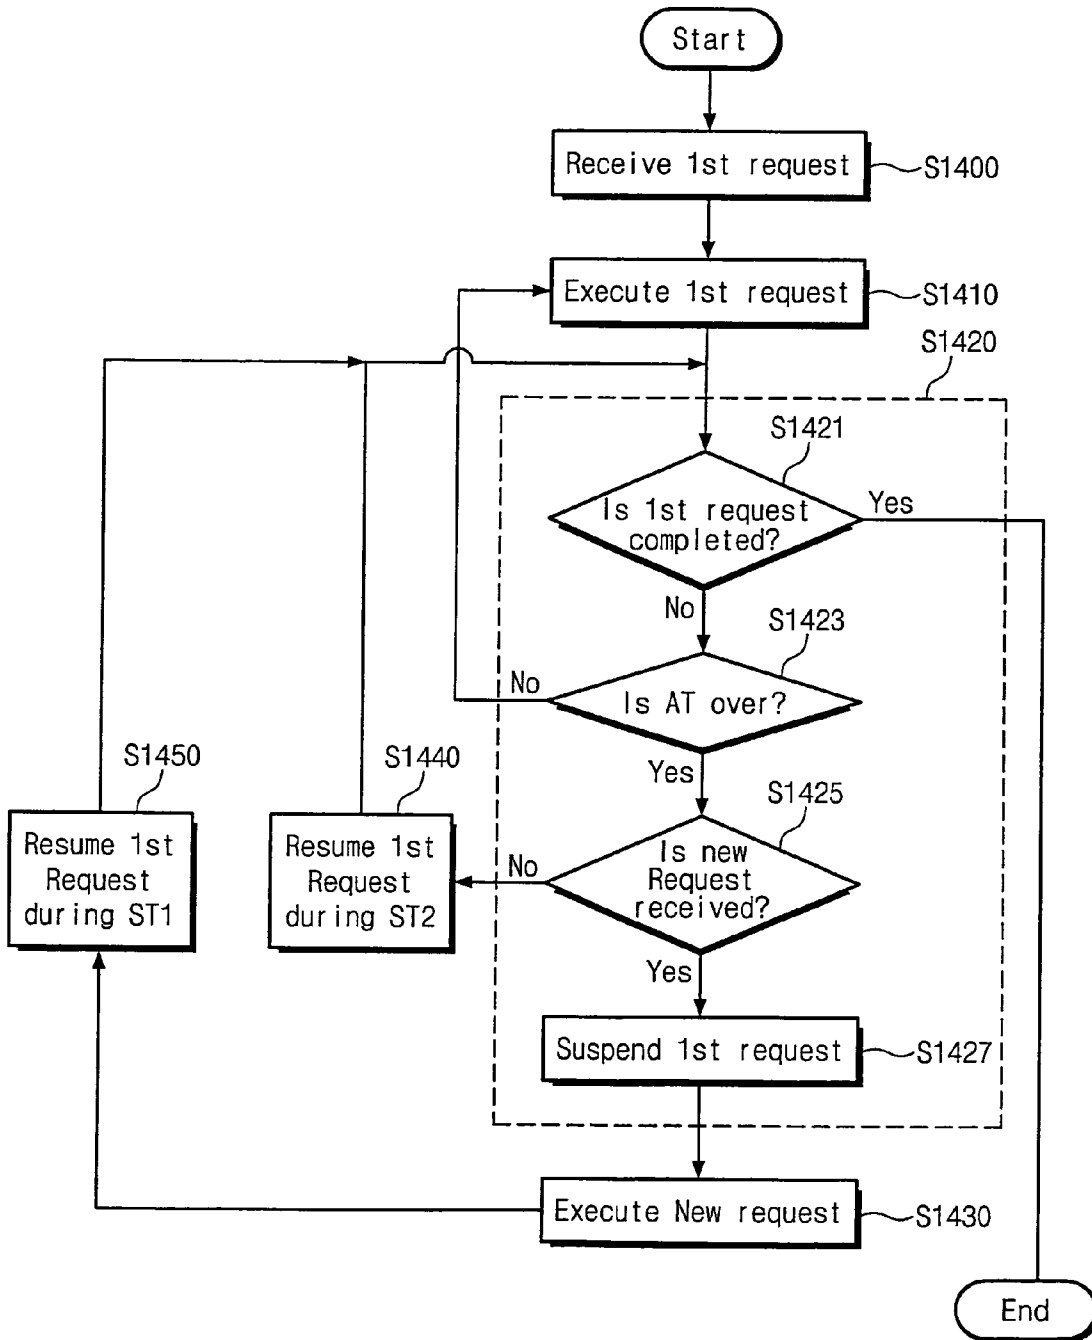 Start
Receive 1st request
S1400
Execute 1st request
S1410
S1420
S1421
Is 1st request
completed?
Yes
No
S1423
Is AT over?
No
Yes
S1425
Is new
Request
received?
No
Yes
S1450
Resume 1st
Request
during ST1
S1440
Resume 1st
Request
during ST2
Suspend 1st request
S1427
Execute New request
S1430
End